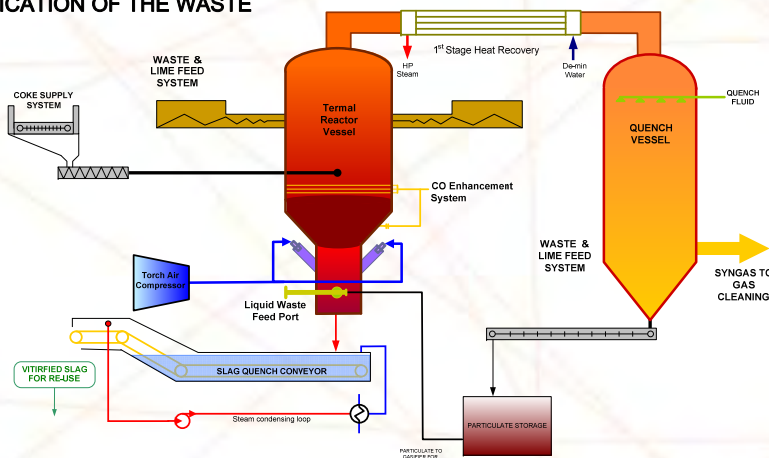 ICATION OF THE WASTE
WASTE &
LIME FEED
SYSTEM
COKE SUPPLY
SYSTEM
Termal
Reactor
Vessel
1st Stage Heat Recovery
HP
Steam
De-min
Water
QUENCH
FLUID
QUENCH
VESSEL
CO Enhancement
System
WASTE &
LIME FEED
SYSTEM
SYNGAS TO
GAS
CLEANING
Torch Air
Compressor
Liquid Waste
Feed Port
SLAG QUENCH CONVEYOR
VITIRFIED SLAG
FOR RE-USE
Steam condensing loop
PARTICULATE STORAGE
PARTICULATE TO
GASIFIER FOR